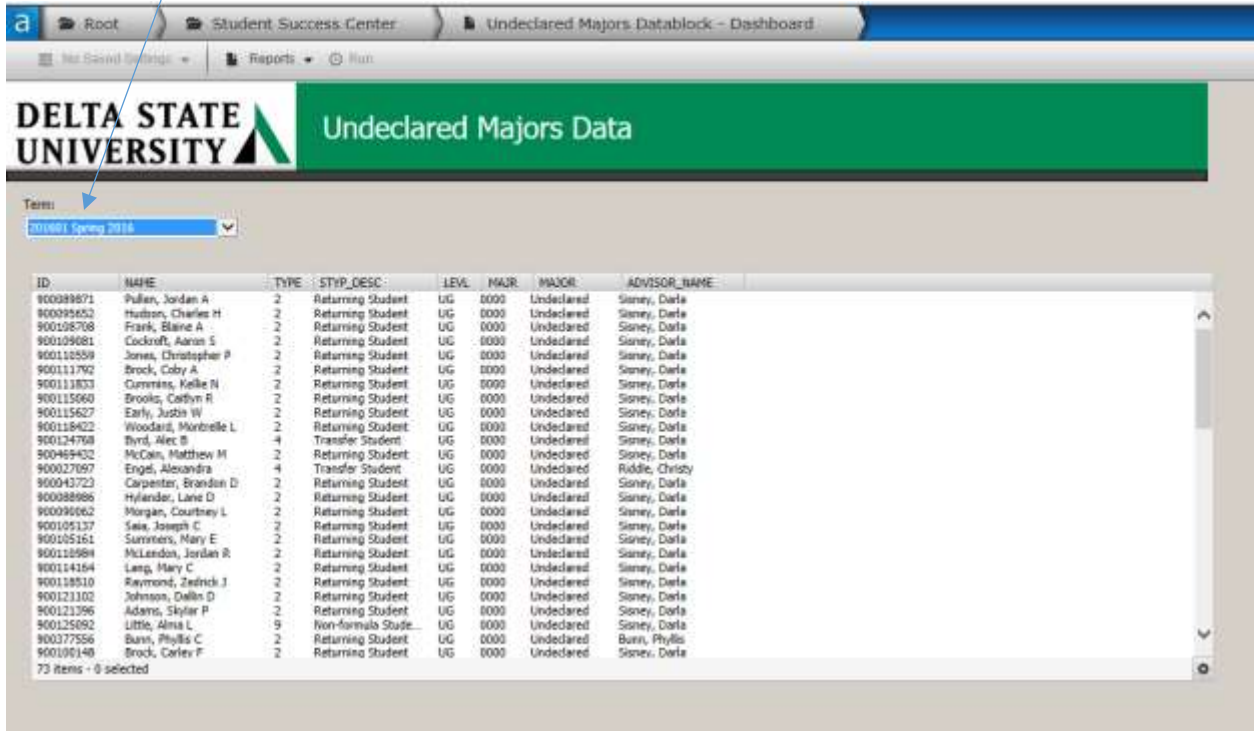 a Root Student Success Center Undeclared Majors Datablock - Dashboard
No Saved Settings Reports Run
DELTA STATE
UNIVERSITY
Undeclared Majors Data
Term:
201601 Spring 2016
ID NAME TYPE STYP_DESC LEVL MAJR MAJOR ADVISOR_NAME
900089871 Pullen, Jordan A 2 Returning Student UG 0000 Undeclared Sisney, Darla
900095652 Hudson, Charles H 2 Returning Student UG 0000 Undeclared Sisney, Darla
900108708 Frank, Blaine A 2 Returning Student UG 0000 Undeclared Sisney, Darla
900109081 Cockroft, Aaron S 2 Returning Student UG 0000 Undeclared Sisney, Darla
900110559 Jones, Christopher P 2 Returning Student UG 0000 Undeclared Sisney, Darla
900111792 Brock, Coby A 2 Returning Student UG 0000 Undeclared Sisney, Darla
900111833 Cummins, Kellie N 2 Returning Student UG 0000 Undeclared Sisney, Darla
900115060 Brooks, Caitlyn R 2 Returning Student UG 0000 Undeclared Sisney, Darla
900115627 Early, Justin W 2 Returning Student UG 0000 Undeclared Sisney, Darla
900118422 Woodard, Montrelle L 2 Returning Student UG 0000 Undeclared Sisney, Darla
900124768 Byrd, Alec B 4 Transfer Student UG 0000 Undeclared Sisney, Darla
900469432 McCain, Matthew M 2 Returning Student UG 0000 Undeclared Sisney, Darla
900027097 Engel, Alexandra 4 Transfer Student UG 0000 Undeclared Riddle, Christy
900043723 Carpenter, Brandon D 2 Returning Student UG 0000 Undeclared Sisney, Darla
900088986 Hylander, Lane D 2 Returning Student UG 0000 Undeclared Sisney, Darla
900090062 Morgan, Courtney L 2 Returning Student UG 0000 Undeclared Sisney, Darla
900105137 Saia, Joseph C 2 Returning Student UG 0000 Undeclared Sisney, Darla
900105161 Summers, Mary E 2 Returning Student UG 0000 Undeclared Sisney, Darla
900110984 McLendon, Jordan R 2 Returning Student UG 0000 Undeclared Sisney, Darla
900114164 Lang, Mary C 2 Returning Student UG 0000 Undeclared Sisney, Darla
900118510 Raymond, Zedrick J 2 Returning Student UG 0000 Undeclared Sisney, Darla
900121102 Johnson, Dallin D 2 Returning Student UG 0000 Undeclared Sisney, Darla
900121396 Adams, Skylar P 2 Returning Student UG 0000 Undeclared Sisney, Darla
900125092 Little, Alma L 9 Non-formula Stude... UG 0000 Undeclared Sisney, Darla
900377556 Bunn, Phyllis C 2 Returning Student UG 0000 Undeclared Bunn, Phyllis
900100148 Brock, Carley F 2 Returning Student UG 0000 Undeclared Sisney, Darla
73 items - 0 selected